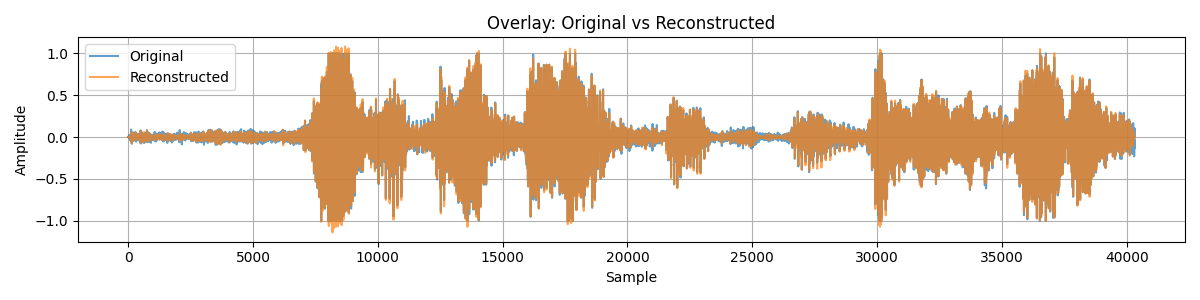 Overlay: Original vs Reconstructed
Original
Reconstructed
Amplitude
1.0
0.5
0.0
−0.5
−1.0
0 5000 10000 15000 20000 25000 30000 35000 40000
Sample